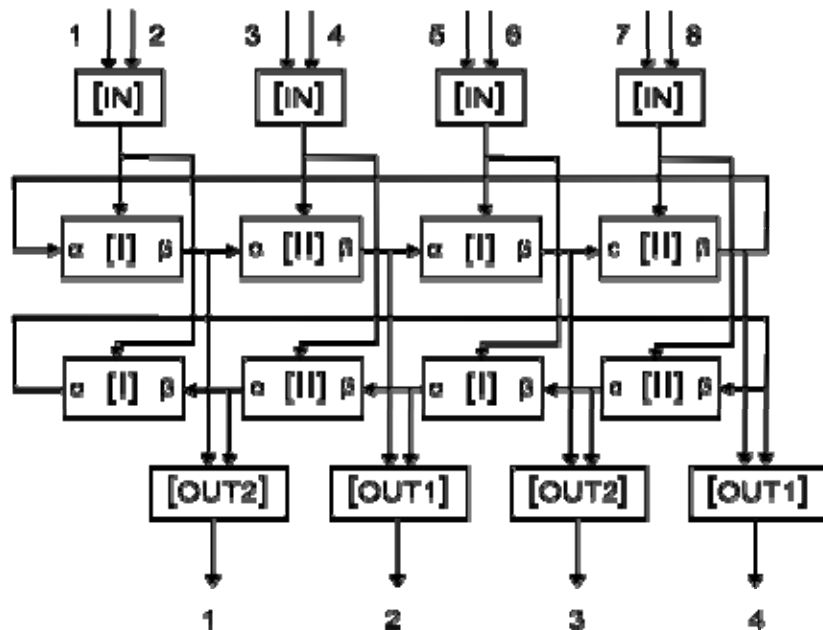 1 2 3 4 5 6 7 8
[IN] [IN] [IN] [IN]
α [I] β α [II] β α [I] β α [II] β
α [I] β α [II] β α [I] β α [II] β
[OUT2] [OUT1] [OUT2] [OUT1]
1 2 3 4